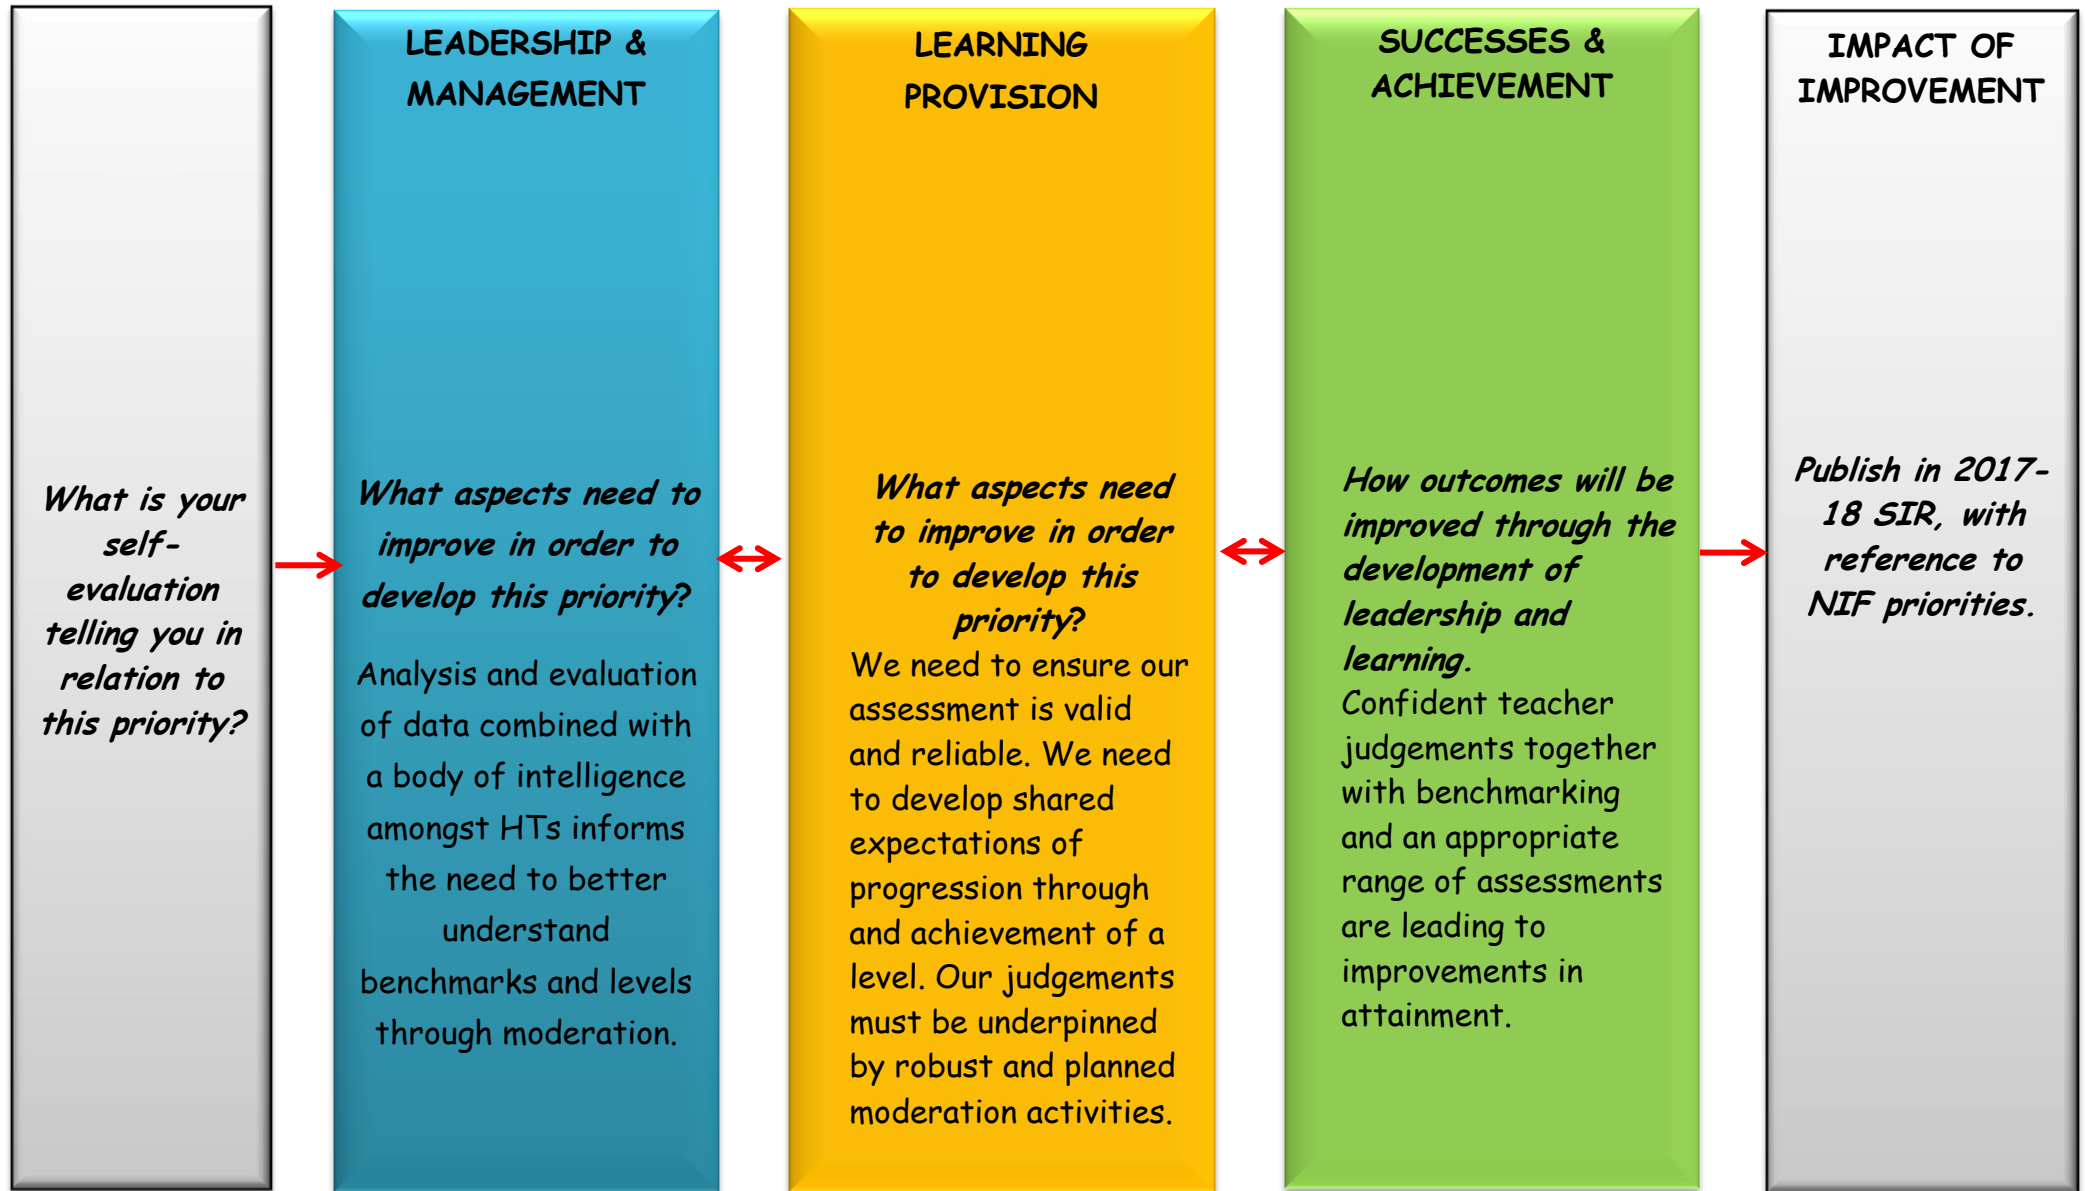 What is your
self-
evaluation
telling you in
relation to
this priority?
LEADERSHIP &
MANAGEMENT
What aspects need to
improve in order to
develop this priority?
Analysis and evaluation
of data combined with
a body of intelligence
amongst HTs informs
the need to better
understand
benchmarks and levels
through moderation.
LEARNING
PROVISION
What aspects need
to improve in order
to develop this
priority?
We need to ensure our
assessment is valid
and reliable. We need
to develop shared
expectations of
progression through
and achievement of a
level. Our judgements
must be underpinned
by robust and planned
moderation activities.
SUCCESSES &
ACHIEVEMENT
How outcomes will be
improved through the
development of
leadership and
learning.
Confident teacher
judgements together
with benchmarking
and an appropriate
range of assessments
are leading to
improvements in
attainment.
IMPACT OF
IMPROVEMENT
Publish in 2017-
18 SIR, with
reference to
NIF priorities.